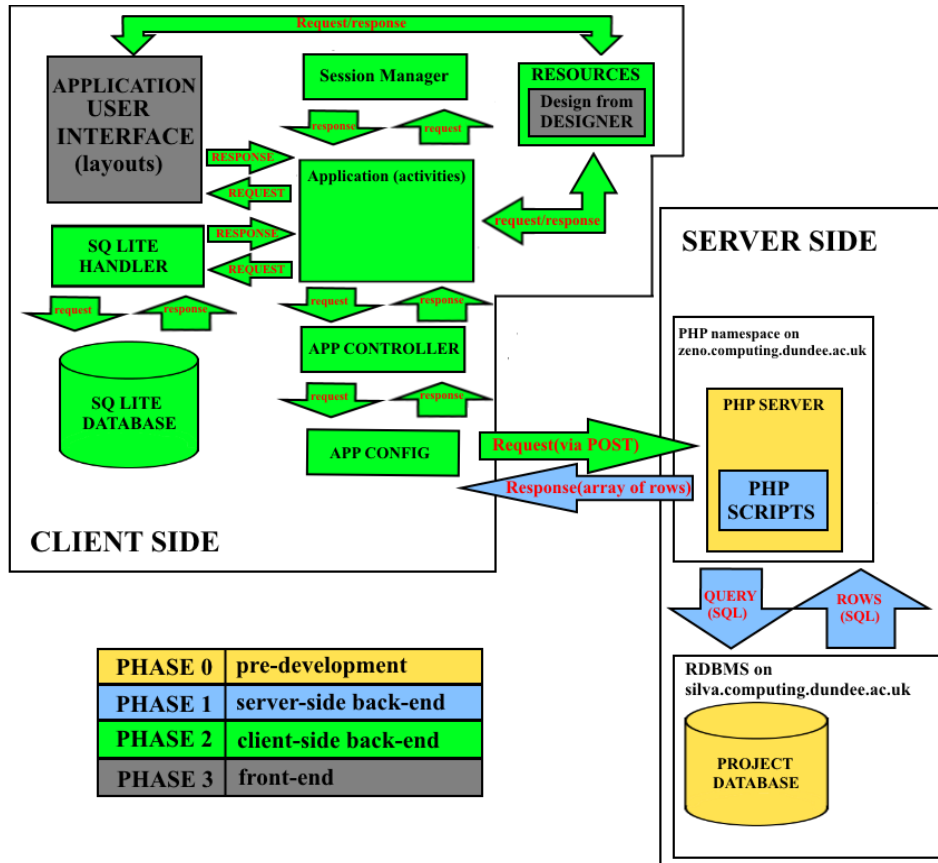 Request/response
APPLICATION
USER
INTERFACE
(layouts)
Session Manager
RESOURCES
Design from
DESIGNER
response
request
RESPONSE
REQUEST
Application (activities)
request/response
SQ LITE
HANDLER
RESPONSE
REQUEST
request
response
request
response
APP CONTROLLER
SQ LITE
DATABASE
request
response
APP CONFIG
Request(via POST)
Response(array of rows)
CLIENT SIDE
SERVER SIDE
PHP namespace on
zeno.computing.dundee.ac.uk
PHP SERVER
PHP
SCRIPTS
QUERY
(SQL)
ROWS
(SQL)
RDBMS on
silva.computing.dundee.ac.uk
PROJECT
DATABASE
PHASE 0 pre-development
PHASE 1 server-side back-end
PHASE 2 client-side back-end
PHASE 3 front-end